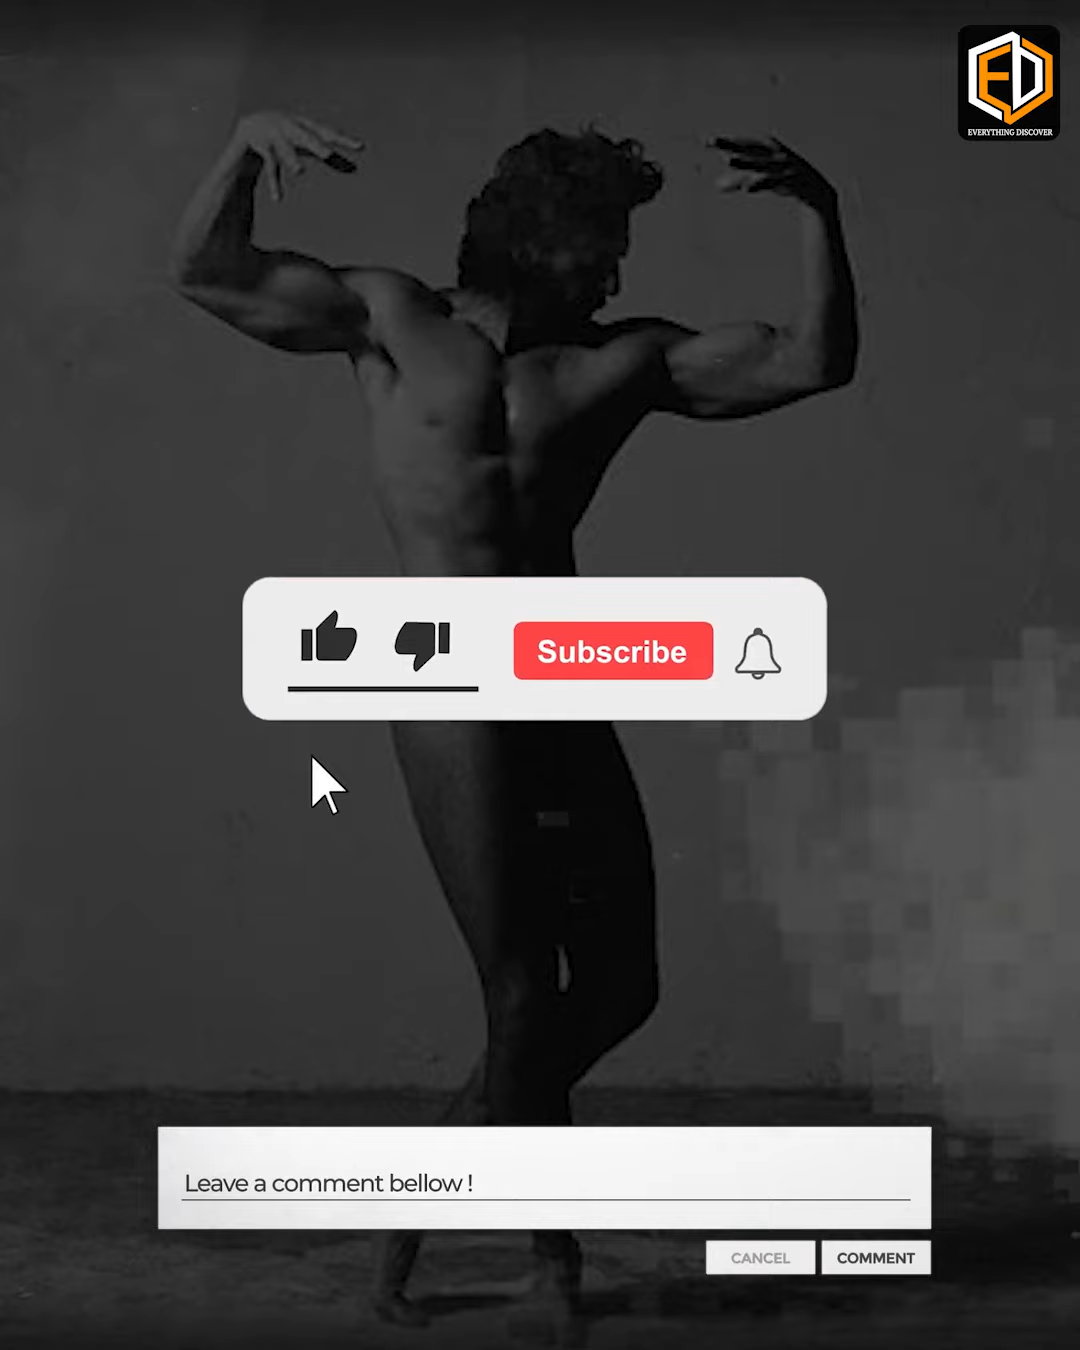 ED
EVERYTHING DISCOVER
Subscribe
Leave a comment bellow !
CANCEL
COMMENT